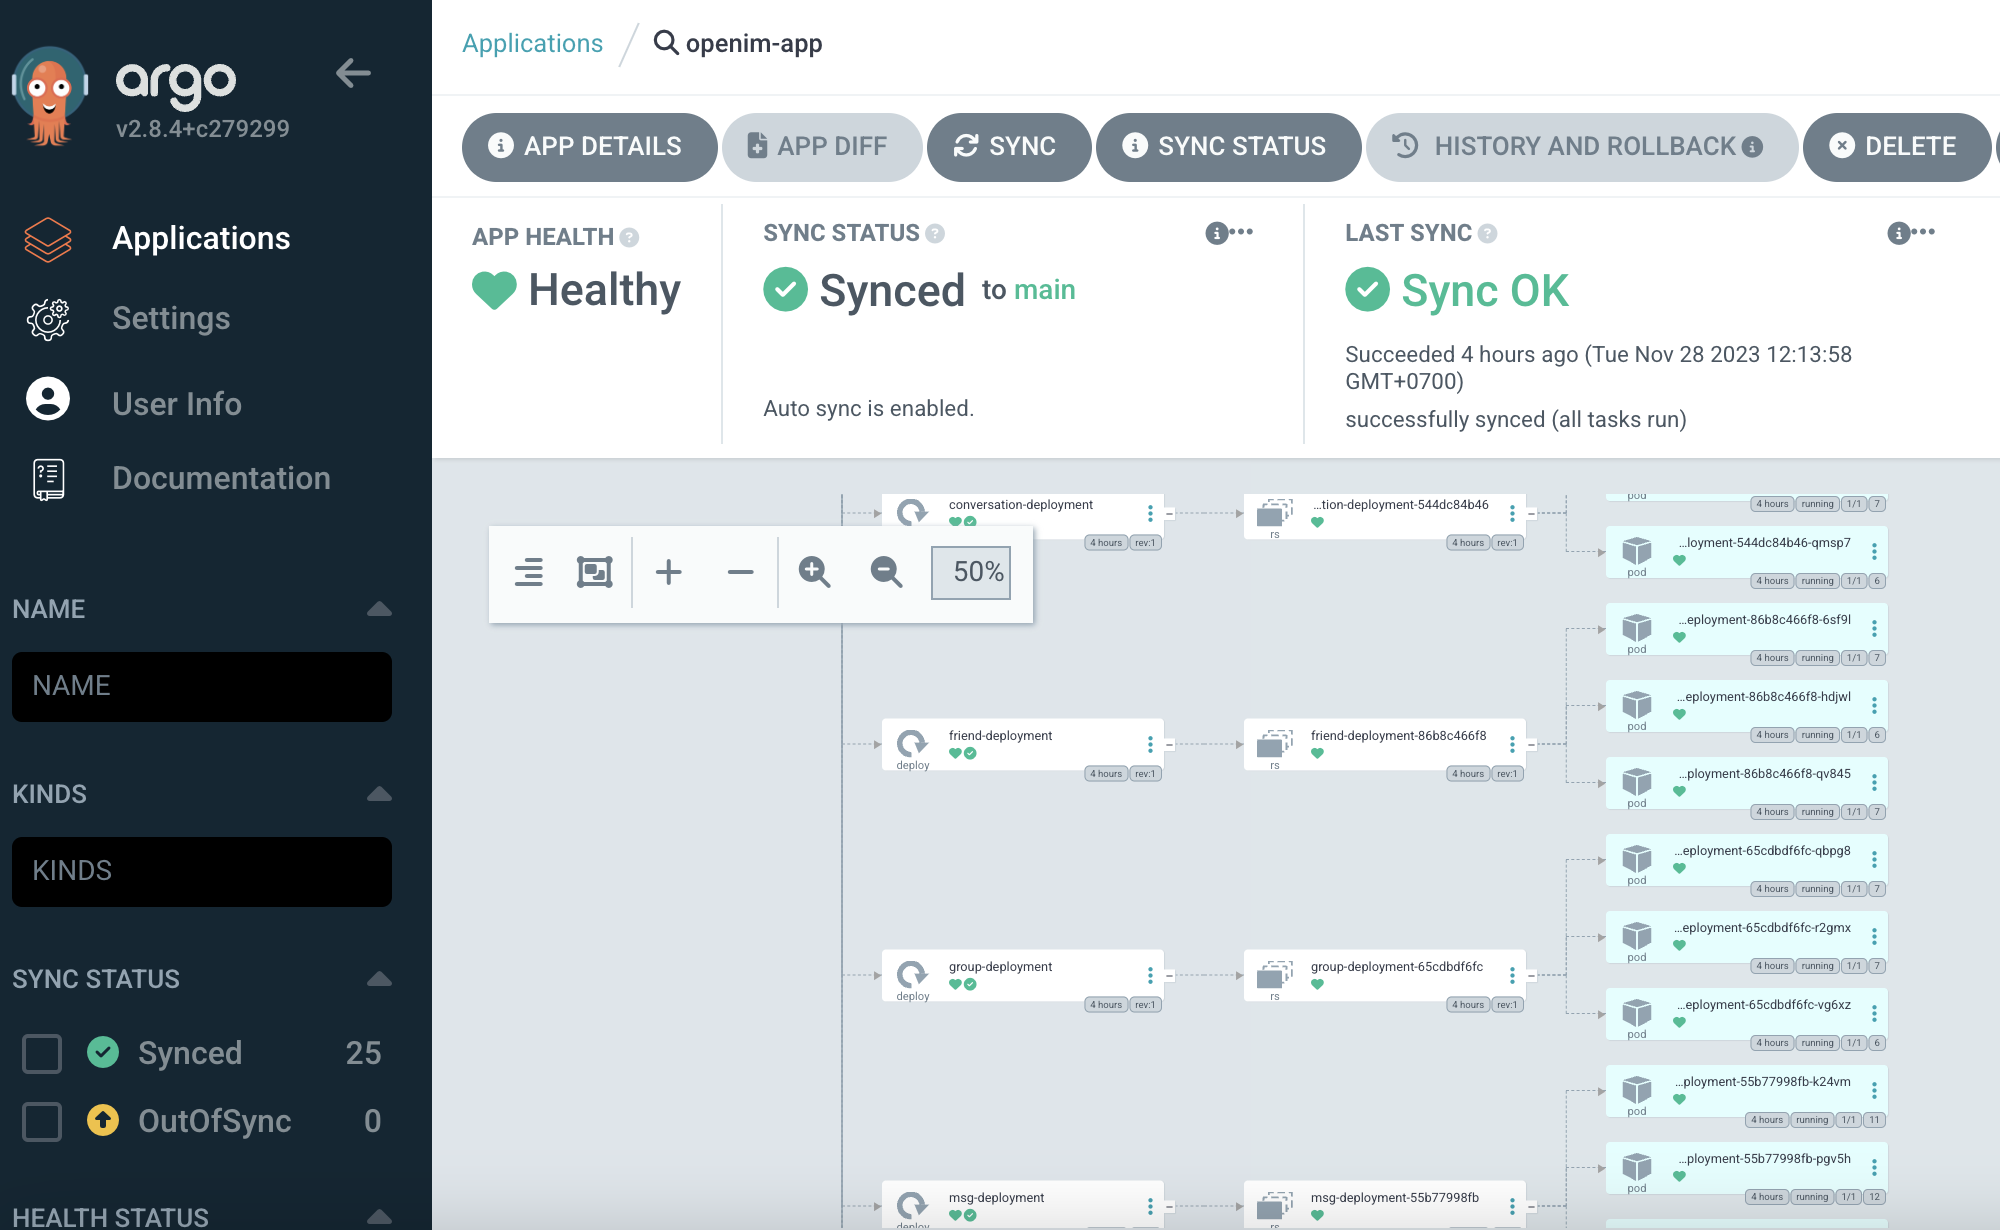 argo
v2.8.4+c279299
Applications
Settings
User Info
Documentation
NAME
NAME
KINDS
KINDS
SYNC STATUS
Synced 25
OutOfSync 0
HEALTH STATUS
Applications / openim-app
APP DETAILS APP DIFF SYNC SYNC STATUS HISTORY AND ROLLBACK DELETE
APP HEALTH
Healthy
SYNC STATUS
Synced to main
Auto sync is enabled.
LAST SYNC
Sync OK
Succeeded 4 hours ago (Tue Nov 28 2023 12:13:58
GMT+0700)
successfully synced (all tasks run)
50%
conversation-deployment
4 hours rev:1
...tion-deployment-544dc84b46
rs
4 hours rev:1
pod
4 hours running 1/1 7
...loyment-544dc84b46-qmsp7
pod
4 hours running 1/1 6
friend-deployment
deploy
4 hours rev:1
friend-deployment-86b8c466f8
rs
4 hours rev:1
...eployment-86b8c466f8-6sf9l
pod
4 hours running 1/1 7
...eployment-86b8c466f8-hdjwl
pod
4 hours running 1/1 6
...ployment-86b8c466f8-qv845
pod
4 hours running 1/1 7
group-deployment
deploy
4 hours rev:1
group-deployment-65cdbdf6fc
rs
4 hours rev:1
...eployment-65cdbdf6fc-qbpg8
pod
4 hours running 1/1 7
...eployment-65cdbdf6fc-r2gmx
pod
4 hours running 1/1 7
...eployment-65cdbdf6fc-vg6xz
pod
4 hours running 1/1 6
msg-deployment
deploy
msg-deployment-55b77998fb
rs
...ployment-55b77998fb-k24vm
pod
4 hours running 1/1 11
...ployment-55b77998fb-pgv5h
pod
4 hours running 1/1 12